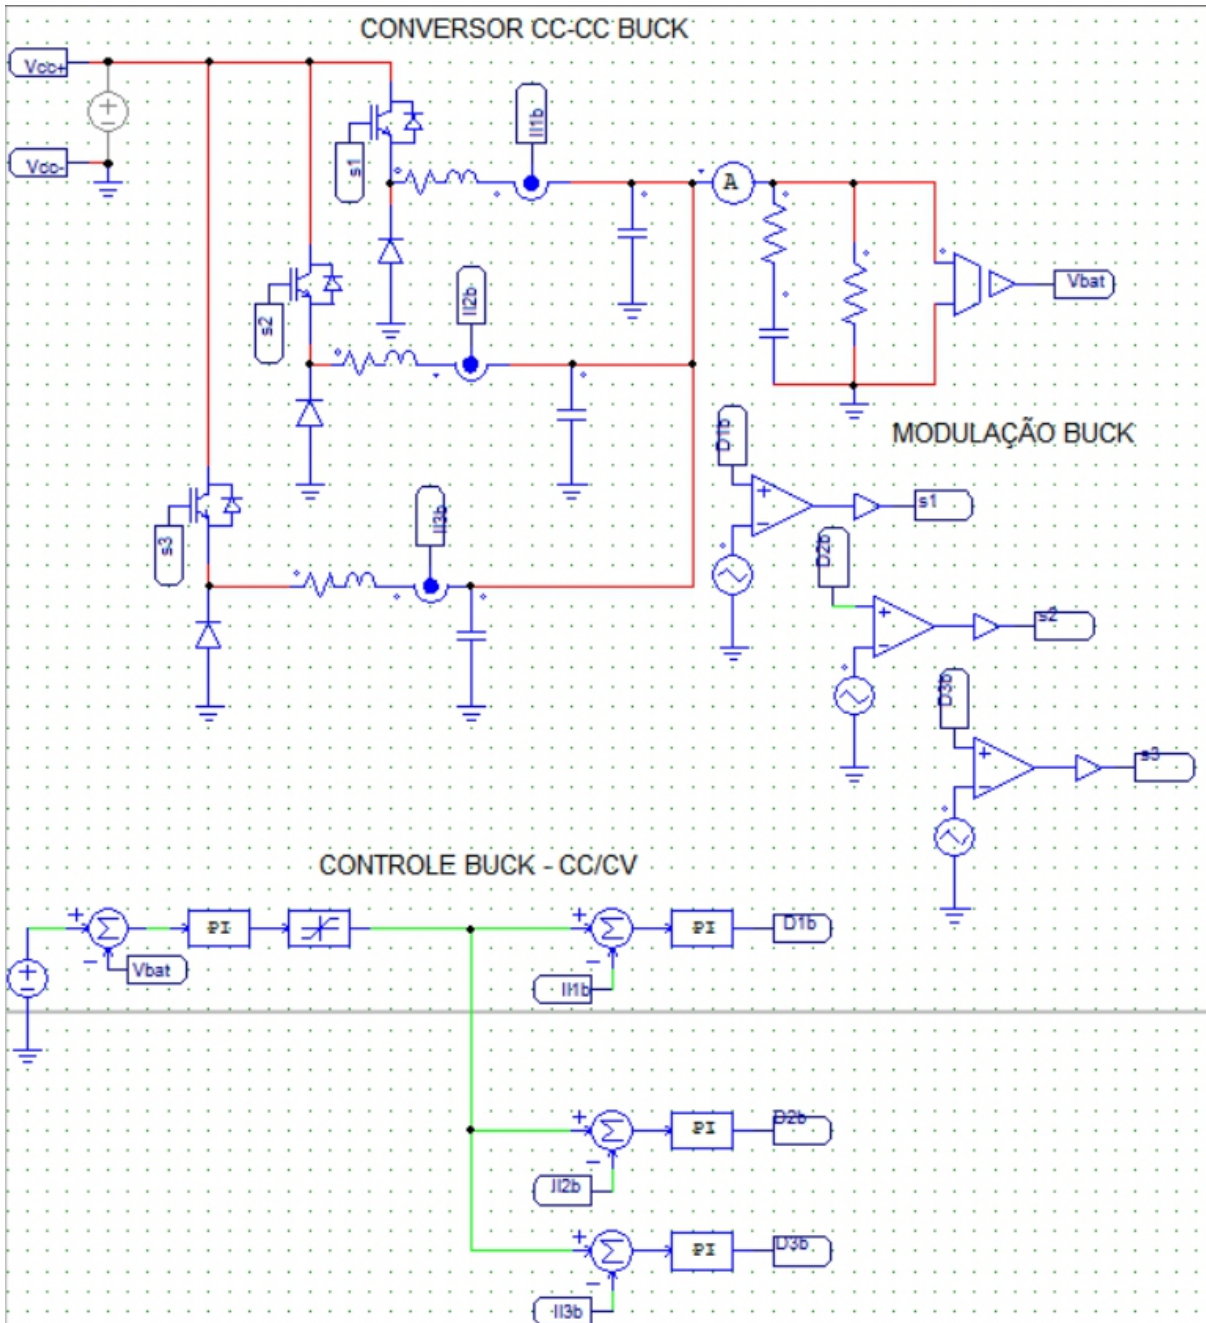 CONVERSOR CC-CC BUCK
Vcc+
Vdc-
s1
Il1b
A
s2
Il2b
Vbat
s3
Il3b
MODULAÇÃO BUCK
D1b
s1
D2b
s2
D3b
s3
CONTROLE BUCK - CC/CV
PI
PI
D1b
Vbat
Il1b
PI
D2b
Il2b
PI
D3b
Il3b